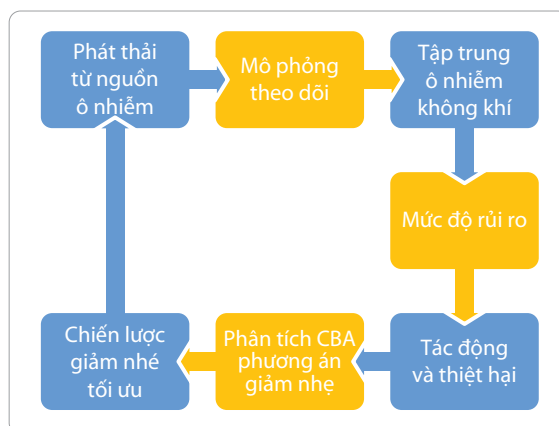 Phát thải
từ nguồn
ô nhiễm
Mô phỏng
theo dõi
Tập trung
ô nhiễm
không khí
Mức độ rủi ro
Tác động
và thiệt hại
Phân tích CBA
phương án
giảm nhẹ
Chiến lược
giảm nhé
tối ưu